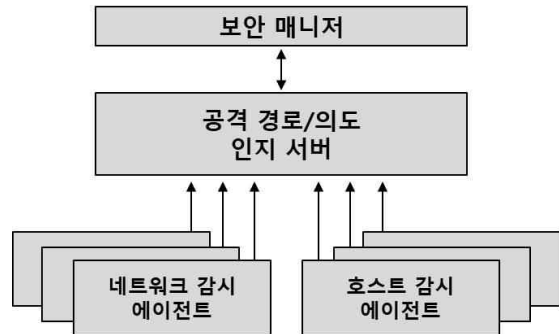 보안 매니저
공격 경로/의도
인지 서버
네트워크 감시
에이전트
호스트 감시
에이전트